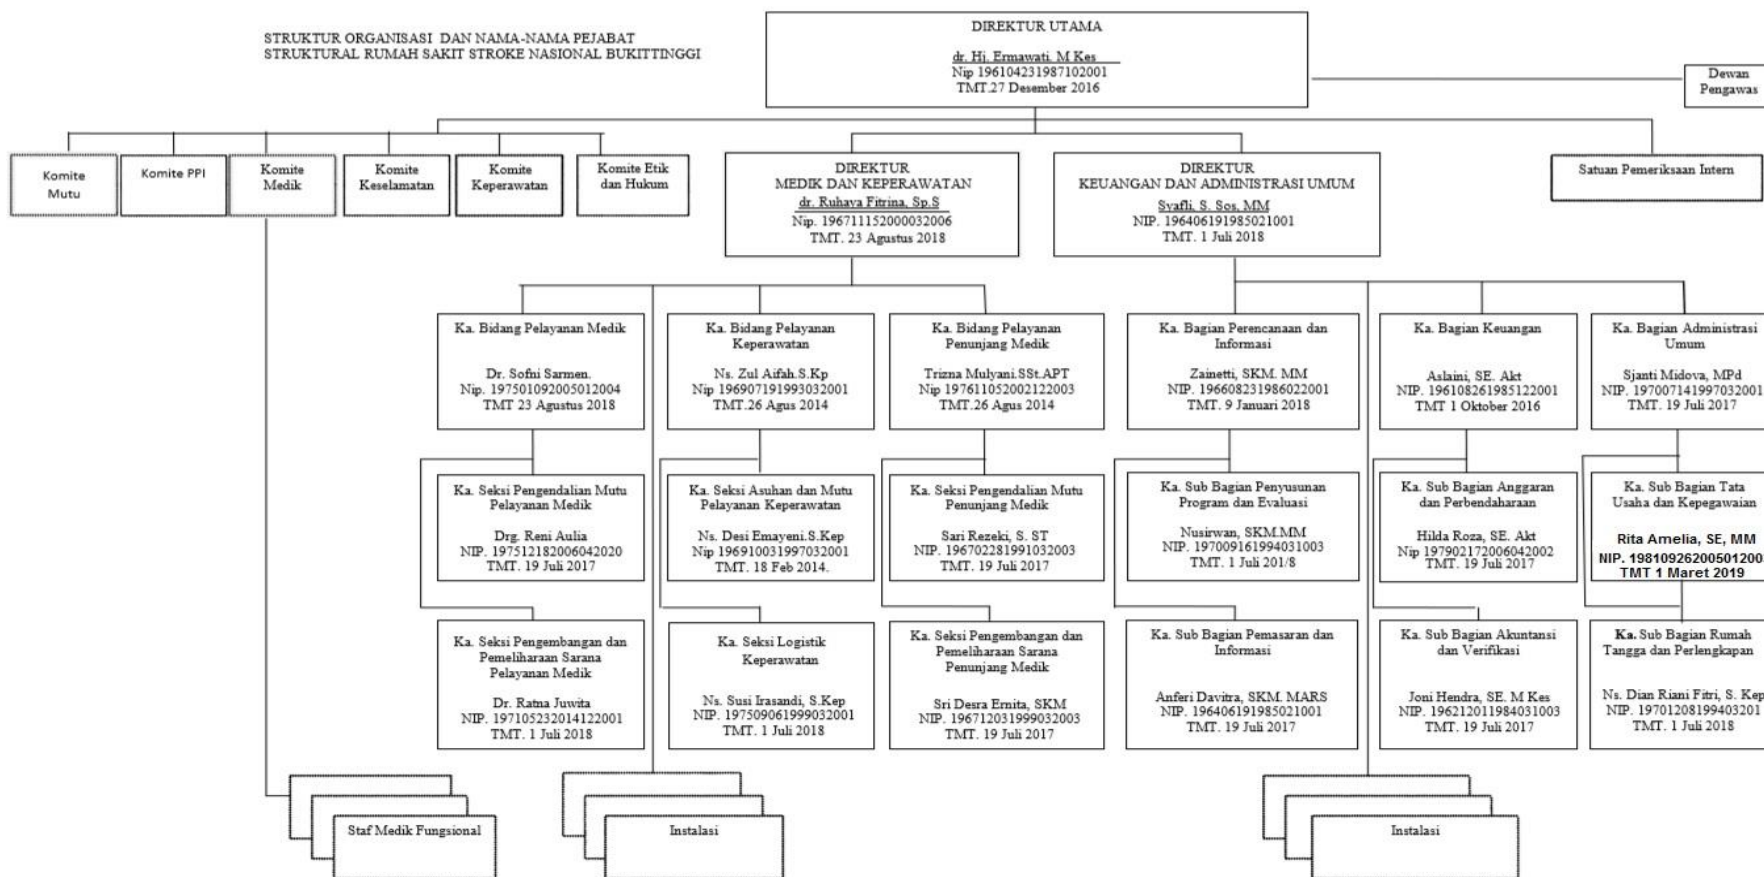 STRUKTUR ORGANISASI DAN NAMA-NAMA PEJABAT
STRUKTURAL RUMAH SAKIT STROKE NASIONAL BUKITTINGGI
DIREKTUR UTAMA
dr. Hj. Ermawati. M Kes
Nip 196104231987102001
TMT.27 Desember 2016
Dewan
Pengawas
Komite
Mutu
Komite PPI
Komite
Medik
Komite
Keselamatan
Komite
Keperawatan
Komite Etik
dan Hukum
DIREKTUR
MEDIK DAN KEPERAWATAN
dr. Ruhaya Fitrina, Sp.S
Nip. 196711152000032006
TMT. 23 Agustus 2018
DIREKTUR
KEUANGAN DAN ADMINISTRASI UMUM
Syafli, S. Sos, MM
NIP. 196406191985021001
TMT. 1 Juli 2018
Satuan Pemeriksaan Intern
Ka. Bidang Pelayanan Medik
Dr. Sofni Sarmen.
Nip. 197501092005012004
TMT 23 Agustus 2018
Ka. Bidang Pelayanan
Keperawatan
Ns. Zul Aifah.S.Kp
Nip 196907191993032001
TMT.26 Agus 2014
Ka. Bidang Pelayanan
Penunjang Medik
Trizna Mulyani.SSt.APT
Nip 197611052002122003
TMT.26 Agus 2014
Ka. Bagian Perencanaan dan
Informasi
Zainetti, SKM. MM
NIP. 196608231986022001
TMT. 9 Januari 2018
Ka. Bagian Keuangan
Aslaini, SE. Akt
NIP. 196108261985122001
TMT 1 Oktober 2016
Ka. Bagian Administrasi
Umum
Sjanti Midova, MPd
NIP. 197007141997032001
TMT. 19 Juli 2017
Ka. Seksi Pengendalian Mutu
Pelayanan Medik
Drg. Reni Aulia
NIP. 197512182006042020
TMT. 19 Juli 2017
Ka. Seksi Asuhan dan Mutu
Pelayanan Keperawatan
Ns. Desi Emayeni.S.Kep
Nip 196910031997032001
TMT. 18 Feb 2014.
Ka. Seksi Pengendalian Mutu
Penunjang Medik
Sari Rezeki, S. ST
NIP. 196702281991032003
TMT. 19 Juli 2017
Ka. Sub Bagian Penyusunan
Program dan Evaluasi
Nusirwan, SKM.MM
NIP. 197009161994031003
TMT. 1 Juli 201/8
Ka. Sub Bagian Anggaran
dan Perbendaharaan
Hilda Roza, SE. Akt
Nip 197902172006042002
TMT. 19 Juli 2017
Ka. Sub Bagian Tata
Usaha dan Kepegawaian
Rita Amelia, SE, MM
NIP. 19810926200501200
TMT 1 Maret 2019
Ka. Seksi Pengembangan dan
Pemeliharaan Sarana
Pelayanan Medik
Dr. Ratna Juwita
NIP. 197105232014122001
TMT. 1 Juli 2018
Ka. Seksi Logistik
Keperawatan
Ns. Susi Irasandi, S.Kep
NIP. 197509061999032001
TMT. 1 Juli 2018
Ka. Seksi Pengembangan dan
Pemeliharaan Sarana
Penunjang Medik
Sri Desra Ernita, SKM
NIP. 196712031999032003
TMT. 19 Juli 2017
Ka. Sub Bagian Pemasaran dan
Informasi
Anferi Davitra, SKM. MARS
NIP. 196406191985021001
TMT. 19 Juli 2017
Ka. Sub Bagian Akuntansi
dan Verifikasi
Joni Hendra, SE. M Kes
NIP. 196212011984031003
TMT. 19 Juli 2017
Ka. Sub Bagian Rumah
Tangga dan Perlengkapan
Ns. Dian Riani Fitri, S. Kep
NIP. 19701208199403201
TMT. 1 Juli 2018
Staf Medik Fungsional
Instalasi
Instalasi